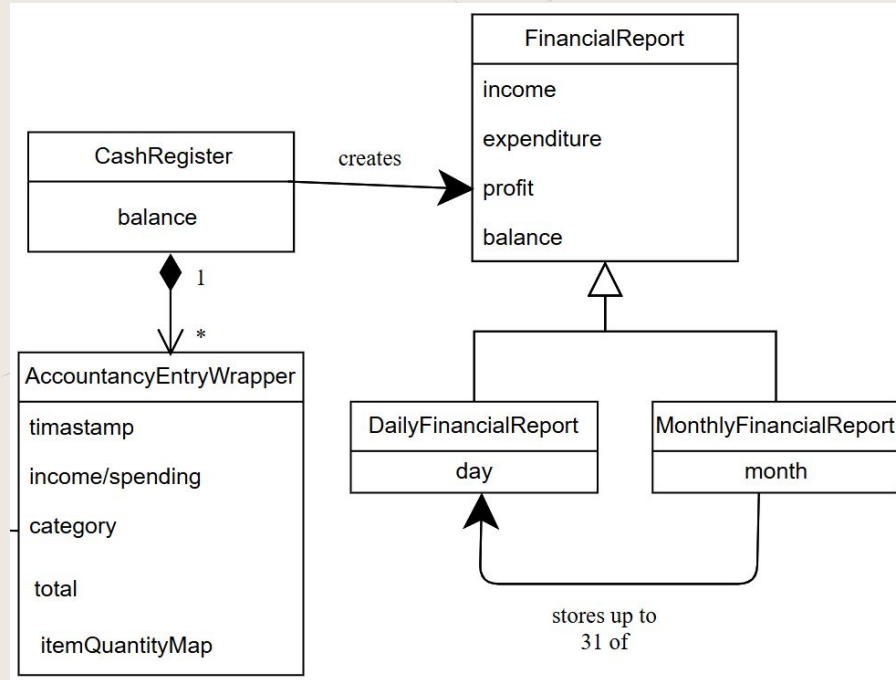 FinancialReport
income
expenditure
profit
balance
CashRegister
balance
creates
1
*
AccountancyEntryWrapper
timastamp
income/spending
category
total
itemQuantityMap
DailyFinancialReport
day
MonthlyFinancialReport
month
stores up to
31 of